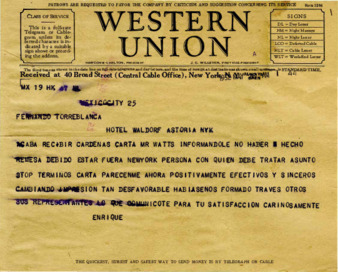 PATRONS ARE REQUESTED TO FAVOR THE COMPANY BY CRITICISM AND SUGGESTION CONCERNING ITS SERVICE
CLASS OF SERVICE
This is a full-rate Telegram or Cablegram unless its deferred character is indicated by a suitable sign above or preceding the address.
WESTERN
UNION
SIGNS
DL = Day Letter
NM = Night Message
NL = Night Letter
LCO = Deferred Cable
NLT = Cable Letter
WLT = Week-End Letter
Received at 40 Broad Street (Central Cable Office), New York, N. Y.
STANDARD TIME.
MX 19 HK
MEXICOCITY 25
FERNANDO TORREBLANCA
HOTEL WALDORF ASTORIA NYK
ACABA RECIBIR CARDENAS CARTA MR WATTS INFORMANDOLE NO HABER HECHO
REMESA DEBIDO ESTAR FUERA NEWYORK PERSONA CON QUIEN DEBE TRATAR ASUNTO
STOP TERMINOS CARTA PARECENME AHORA POSITIVAMENTE EFECTIVOS Y SINCEROS
CAMBIANDO IMPRESION TAN DESFAVORABLE HABIASENOS FORMADO TRAVES OTROS
SUS REPRESENTANTES LO QUE COMUNICOTE PARA TU SATISFACCION CARINOSAMENTE
ENRIQUE
THE QUICKEST, SUREST AND SAFEST WAY TO SEND MONEY IS BY TELEGRAPH OR CABLE